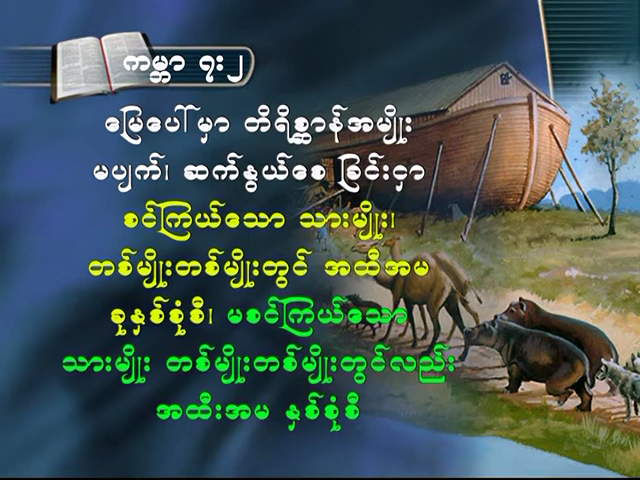 ကမ္ဘာ ၇း၂
မြေပေါ်မှာ တိရိစ္ဆာန်အမျိုး
မပျက်၊ ဆက်နွယ်စေ ခြင်းငှာ
စင်ကြယ်သော သားမျိုး၊
တစ်မျိုးတစ်မျိုးတွင် အထီအမ
ခုနှစ်စုံစီ၊ မစင်ကြယ်သော
သားမျိုး တစ်မျိုးတစ်မျိုးတွင်လည်း
အထီးအမ နှစ်စုံစီ